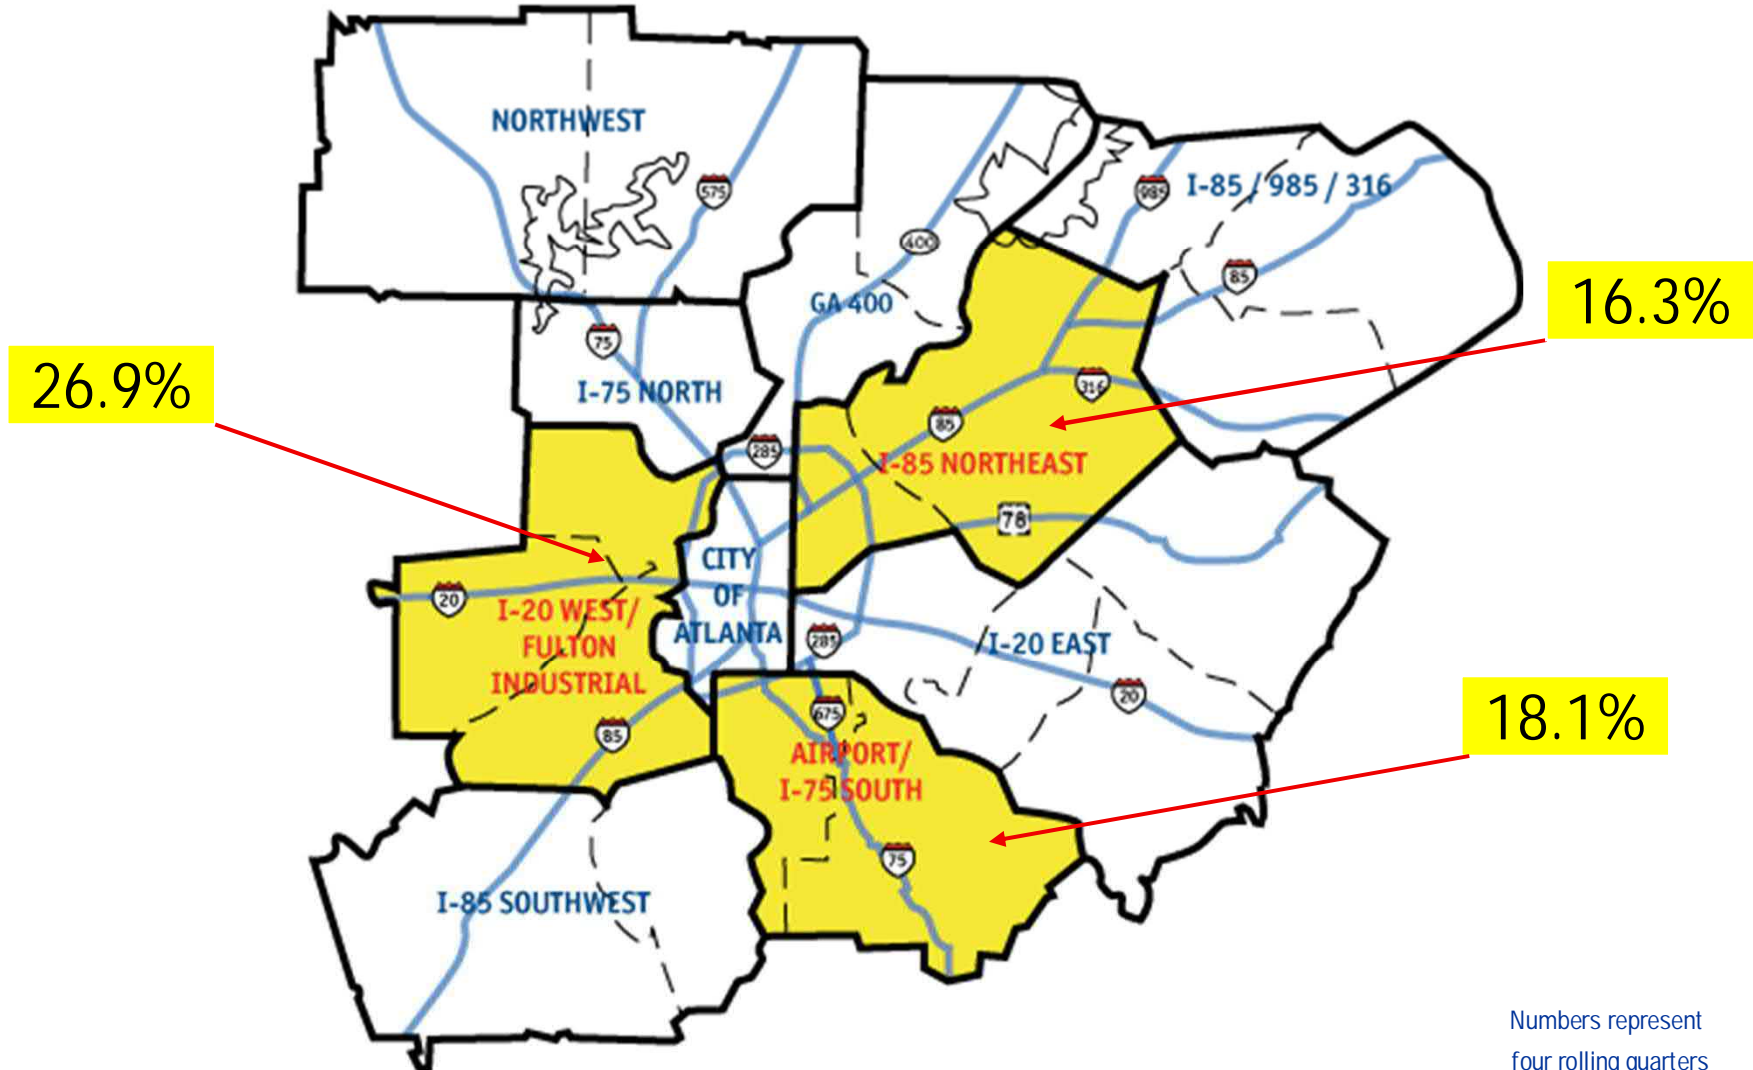 NORTHWEST
575
985
I-85 / 985 / 316
400
85
GA 400
16.3%
75
26.9%
I-75 NORTH
316
85
285
I-85 NORTHEAST
78
CITY
OF
ATLANTA
20
I-20 WEST/
FULTON
INDUSTRIAL
285
I-20 EAST
20
18.1%
675
85
AIRPORT/
I-75 SOUTH
75
I-85 SOUTHWEST
Numbers represent
four rolling quarters